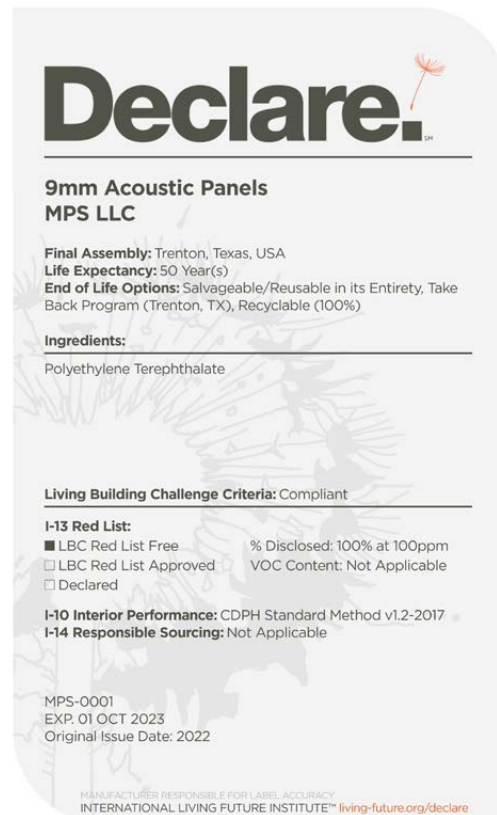 Declare.
SM
9mm Acoustic Panels
MPS LLC
Final Assembly: Trenton, Texas, USA
Life Expectancy: 50 Year(s)
End of Life Options: Salvageable/Reusable in its Entirety, Take
Back Program (Trenton, TX), Recyclable (100%)
Ingredients:
Polyethylene Terephthalate
Living Building Challenge Criteria: Compliant
I-13 Red List:
■ LBC Red List Free % Disclosed: 100% at 100ppm
□ LBC Red List Approved VOC Content: Not Applicable
□ Declared
I-10 Interior Performance: CDPH Standard Method v1.2-2017
I-14 Responsible Sourcing: Not Applicable
MPS-0001
EXP. 01 OCT 2023
Original Issue Date: 2022
MANUFACTURER RESPONSIBLE FOR LABEL ACCURACY
INTERNATIONAL LIVING FUTURE INSTITUTE™ living-future.org/declare